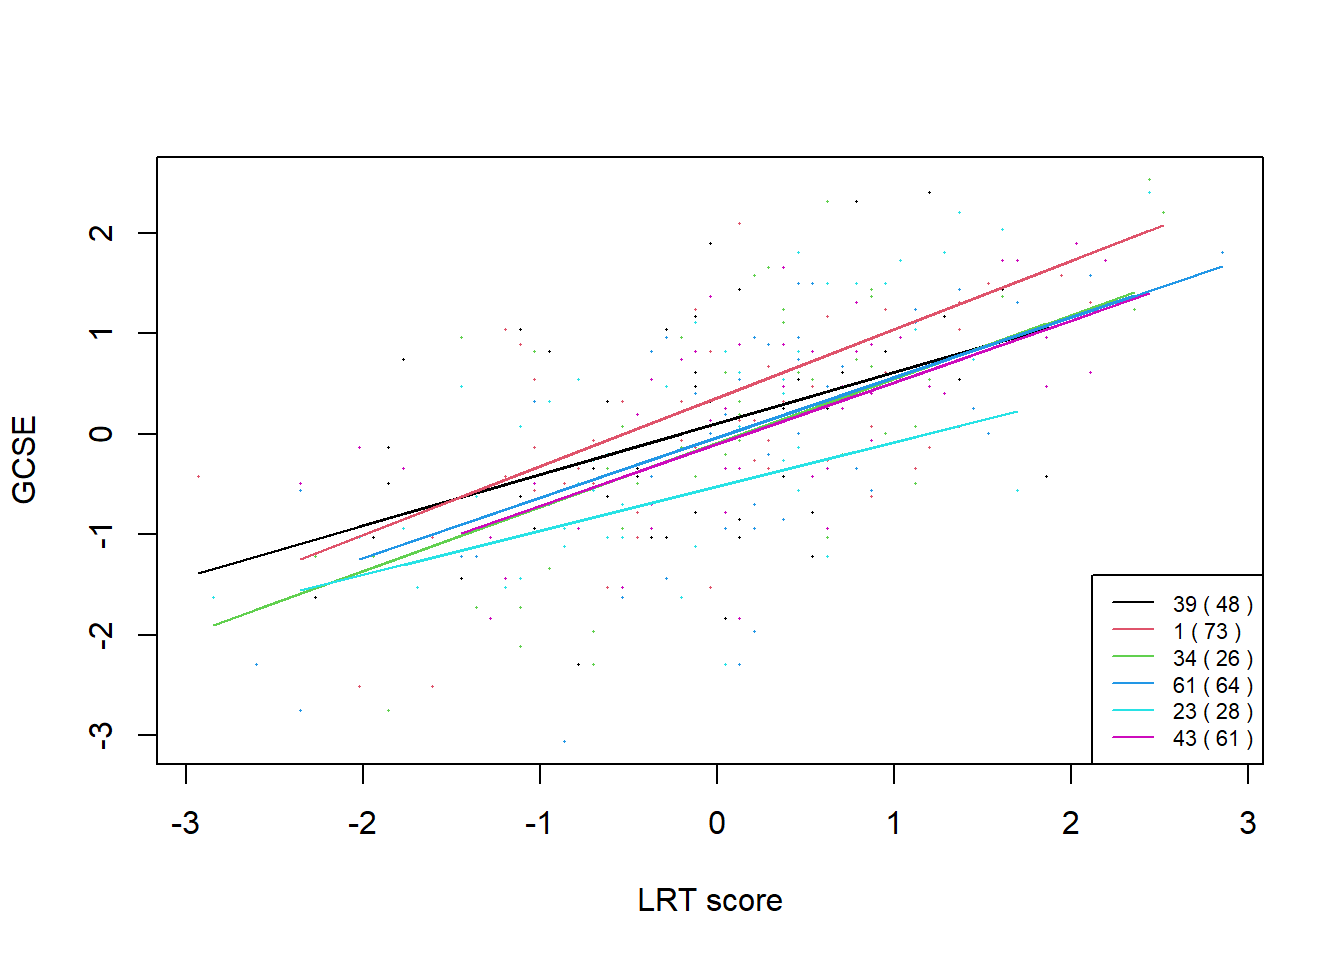 GCSE
2
1
0
-1
-2
-3
39 ( 48 )
1 ( 73 )
34 ( 26 )
61 ( 64 )
23 ( 28 )
43 ( 61 )
-3 -2 -1 0 1 2 3
LRT score